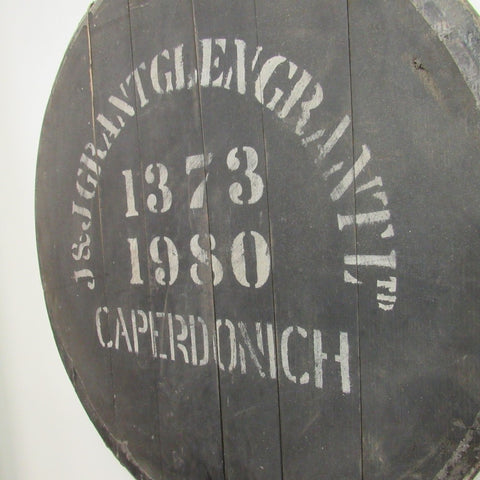 J & J GRANT GLEN GRANT LTD
1373
1980
CAPERDONICH